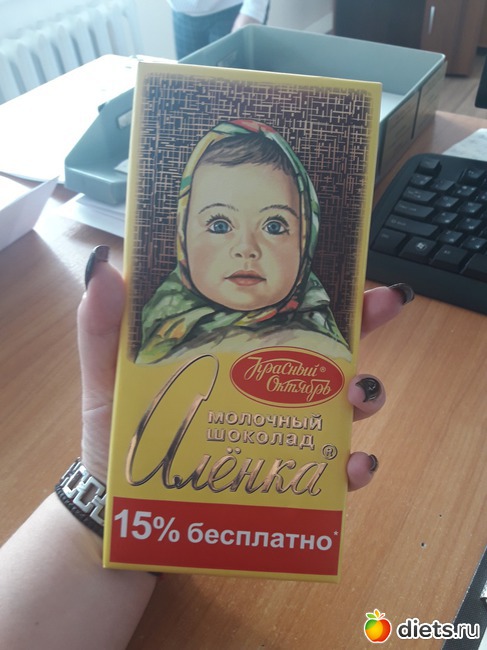 Красный®
Октябрь
молочный
шоколад
Алёнка®
15% бесплатно*
diets.ru